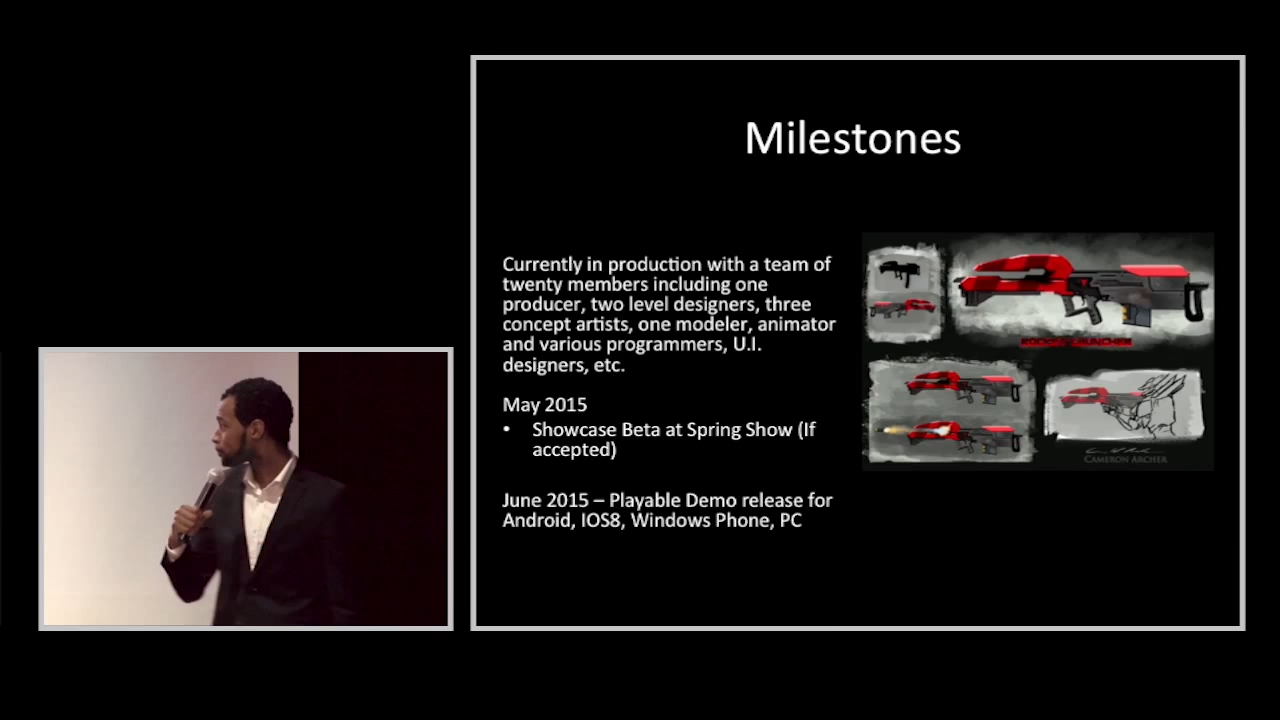 Milestones
Currently in production with a team of
twenty members including one
producer, two level designers, three
concept artists, one modeler, animator
and various programmers, U.I.
designers, etc.
May 2015
• Showcase Beta at Spring Show (If
accepted)
June 2015 – Playable Demo release for
Android, IOS8, Windows Phone, PC
ROCKET LAUNCHER
CAMERON ARCHER